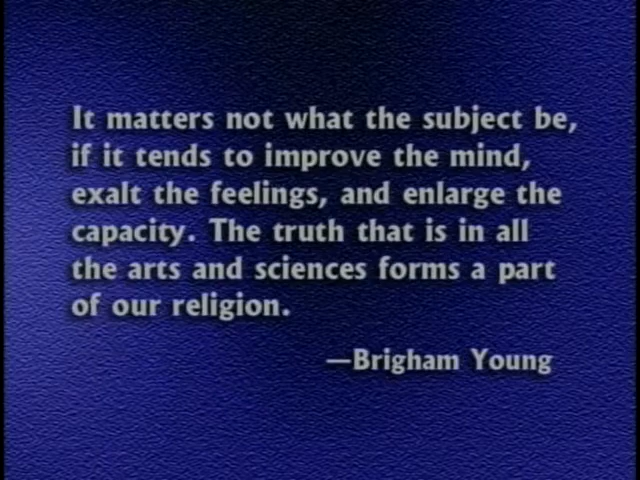 It matters not what the subject be,
if it tends to improve the mind,
exalt the feelings, and enlarge the
capacity. The truth that is in all
the arts and sciences forms a part
of our religion.
—Brigham Young